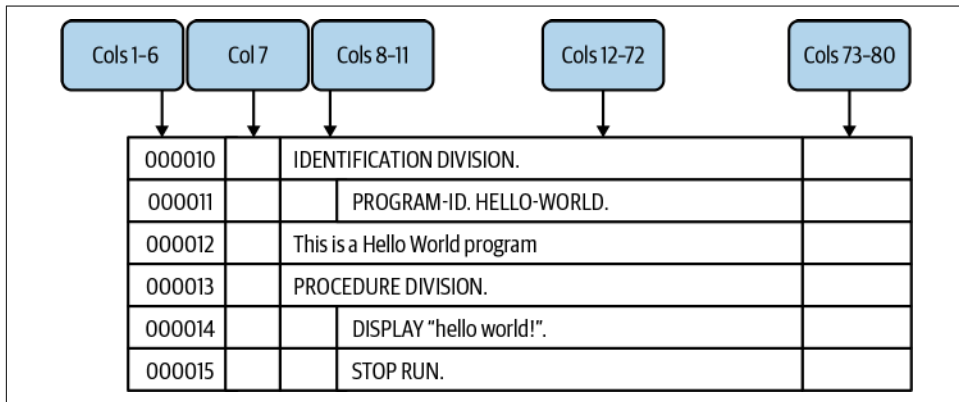 Cols 1–6 Col 7 Cols 8–11 Cols 12–72 Cols 73–80
000010 IDENTIFICATION DIVISION.
000011 PROGRAM-ID. HELLO-WORLD.
000012 This is a Hello World program
000013 PROCEDURE DIVISION.
000014 DISPLAY “hello world!”.
000015 STOP RUN.